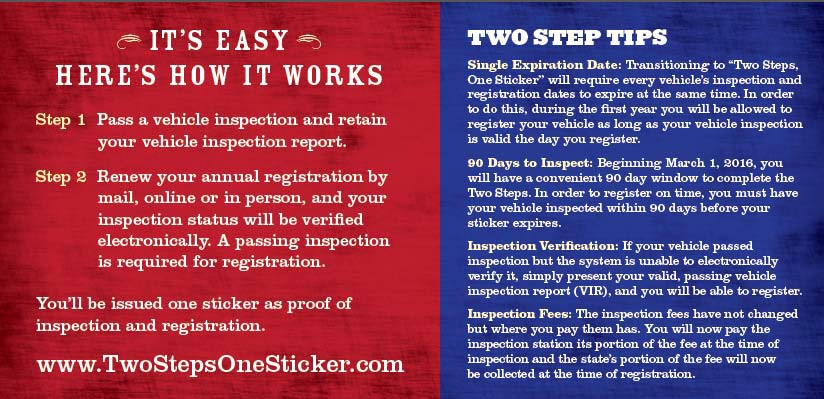 IT'S EASY
HERE'S HOW IT WORKS
Step 1 Pass a vehicle inspection and retain
your vehicle inspection report.
Step 2 Renew your annual registration by
mail, online or in person, and your
inspection status will be verified
electronically. A passing inspection
is required for registration.
You'll be issued one sticker as proof of
inspection and registration.
www.TwoStepsOneSticker.com
TWO STEP TIPS
Single Expiration Date: Transitioning to “Two Steps,
One Sticker” will require every vehicle's inspection and
registration dates to expire at the same time. In order
to do this, during the first year you will be allowed to
register your vehicle as long as your vehicle inspection
is valid the day you register.
90 Days to Inspect: Beginning March 1, 2016, you
will have a convenient 90 day window to complete the
Two Steps. In order to register on time, you must have
your vehicle inspected within 90 days before your
sticker expires.
Inspection Verification: If your vehicle passed
inspection but the system is unable to electronically
verify it, simply present your valid, passing vehicle
inspection report (VIR), and you will be able to register.
Inspection Fees: The inspection fees have not changed
but where you pay them has. You will now pay the
inspection station its portion of the fee at the time of
inspection and the state's portion of the fee will now
be collected at the time of registration.